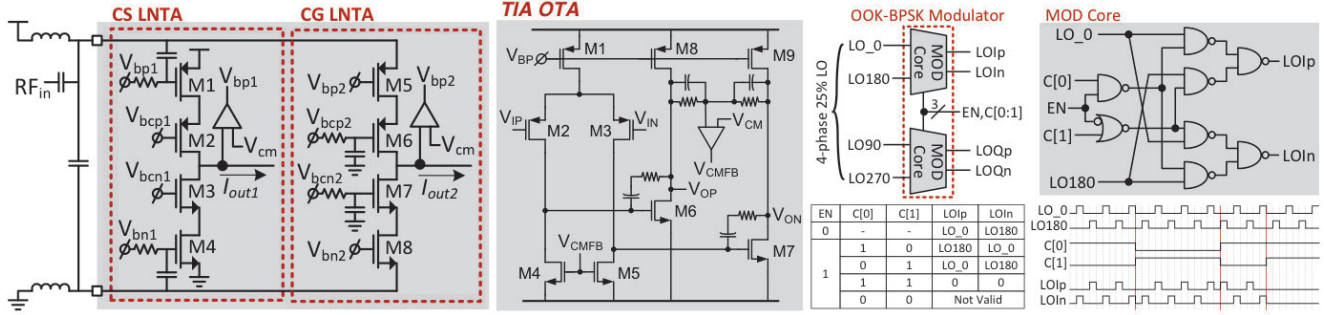 CS LNTA
CG LNTA
TIA OTA
OOK-BPSK Modulator
MOD Core
RFin
Vbp1
M1
Vbcp1
M2
Vbp1
Vcm
Iout1
Vbcn1
M3
Vbn1
M4
Vbp2
M5
Vbcp2
M6
Vbp2
Vcm
Iout2
Vbcn2
M7
Vbn2
M8
VBP
M1
M8
M9
VIP
M2
M3
VIN
VCM
VCMFB
VOP
M6
VON
M7
VCMFB
M4
M5
4-phase 25% LO
LO_0
LO180
MOD Core
LOIp
LOIn
3
EN,C[0:1]
LO90
LO270
MOD Core
LOQp
LOQn
EN C[0] C[1] LOIp LOIn
0 - - LO_0 LO180
1 1 0 LO180 LO_0
0 1 LO_0 LO180
1 1 0 0
0 0 Not Valid
LO_0
C[0]
EN
C[1]
LO180
LOIp
LOIn
LO_0
LO180
C[0]
C[1]
LOIp
LOIn